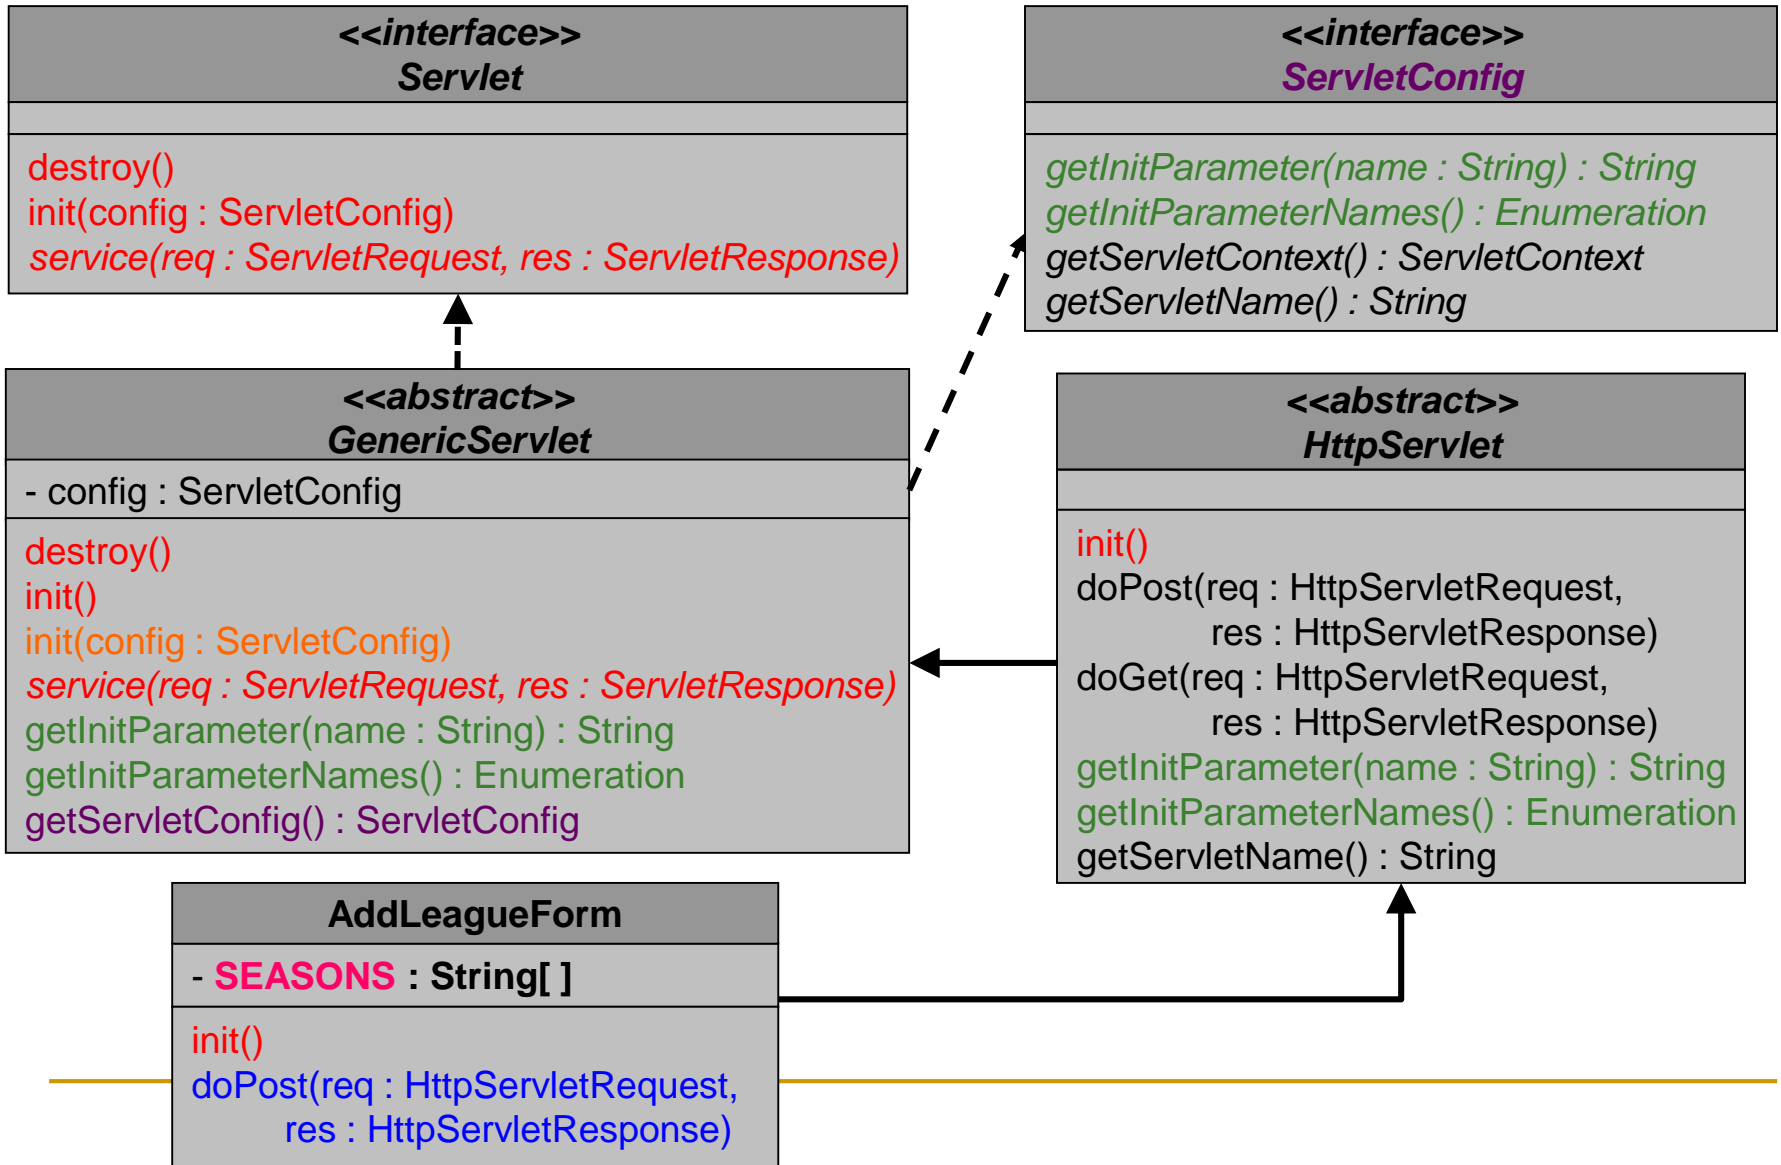 <<interface>>
Servlet
destroy()
init(config : ServletConfig)
service(req : ServletRequest, res : ServletResponse)
<<interface>>
ServletConfig
getInitParameter(name : String) : String
getInitParameterNames() : Enumeration
getServletContext() : ServletContext
getServletName() : String
<<abstract>>
GenericServlet
- config : ServletConfig
destroy()
init()
init(config : ServletConfig)
service(req : ServletRequest, res : ServletResponse)
getInitParameter(name : String) : String
getInitParameterNames() : Enumeration
getServletConfig() : ServletConfig
<<abstract>>
HttpServlet
init()
doPost(req : HttpServletRequest,
res : HttpServletResponse)
doGet(req : HttpServletRequest,
res : HttpServletResponse)
getInitParameter(name : String) : String
getInitParameterNames() : Enumeration
getServletName() : String
AddLeagueForm
- SEASONS : String[ ]
init()
doPost(req : HttpServletRequest,
res : HttpServletResponse)